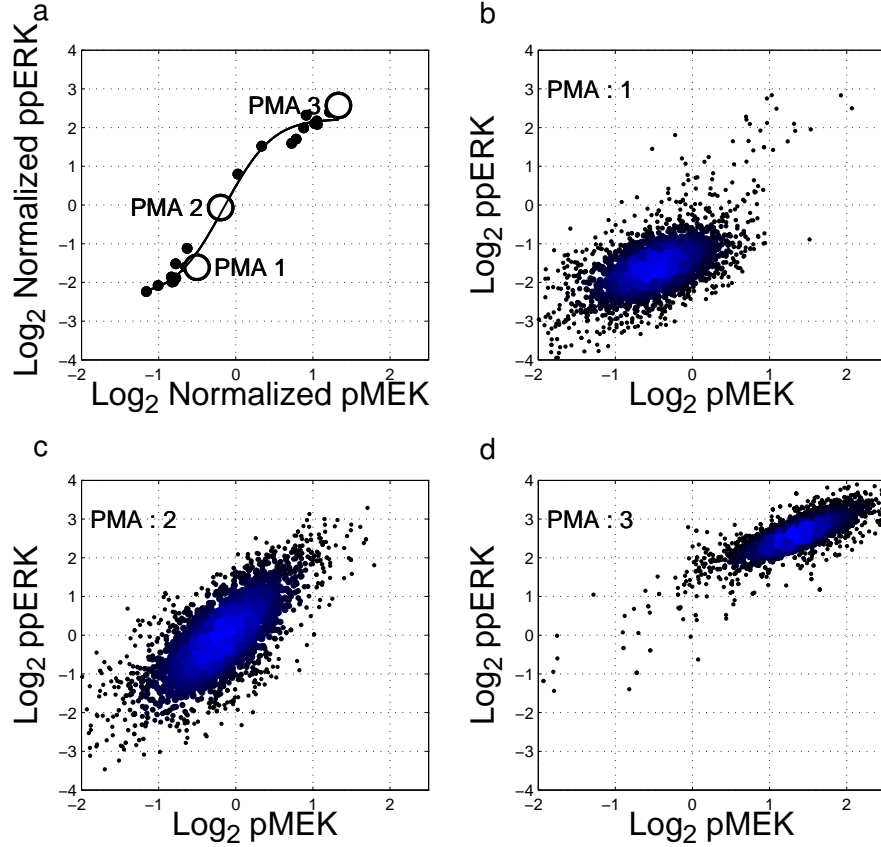 a
Log₂ Normalized ppERK
4
3
2
1
0
−1
−2
−3
−4
PMA 3
PMA 2
PMA 1
−2 −1 0 1 2
Log₂ Normalized pMEK
b
Log₂ ppERK
4
3
2
1
0
−1
−2
−3
−4
PMA : 1
−2 −1 0 1 2
Log₂ pMEK
c
Log₂ ppERK
4
3
2
1
0
−1
−2
−3
−4
PMA : 2
−2 −1 0 1 2
Log₂ pMEK
d
Log₂ ppERK
4
3
2
1
0
−1
−2
−3
−4
PMA : 3
−2 −1 0 1 2
Log₂ pMEK